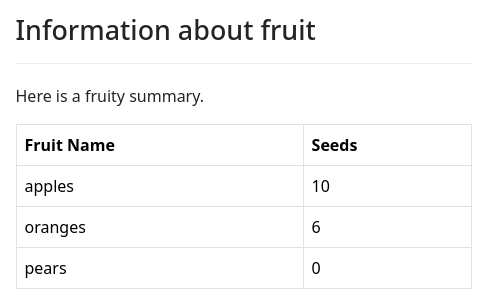 Information about fruit
Here is a fruity summary.
Fruit Name Seeds
apples 10
oranges 6
pears 0